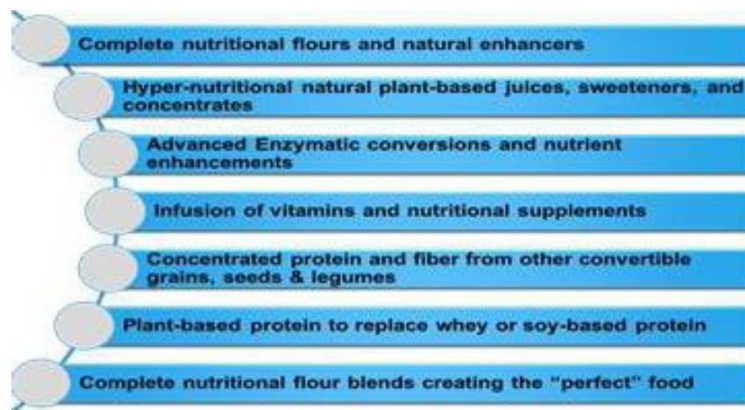 Complete nutritional flours and natural enhancers
Hyper-nutritional natural plant-based juices, sweeteners, and
concentrates
Advanced Enzymatic conversions and nutrient
enhancements
Infusion of vitamins and nutritional supplements
Concentrated protein and fiber from other convertible
grains, seeds & legumes
Plant-based protein to replace whey or soy-based protein
Complete nutritional flour blends creating the “perfect” food